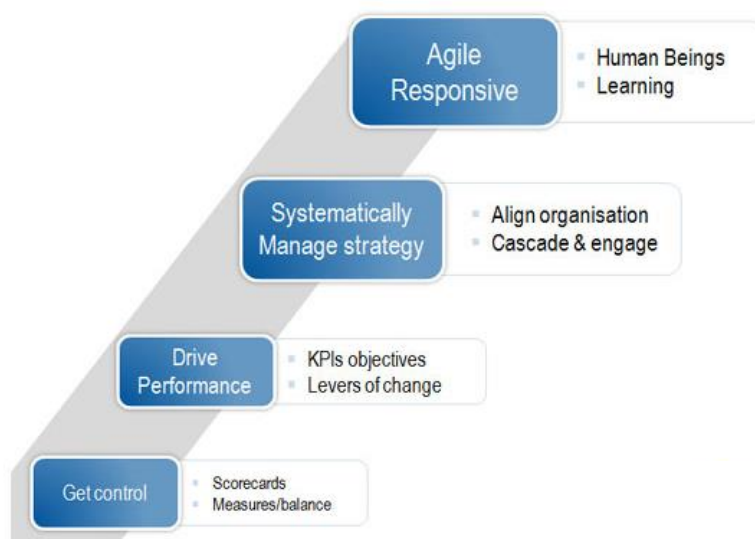 Agile
Responsive
Human Beings
Learning
Systematically
Manage strategy
Align organisation
Cascade & engage
Drive
Performance
KPIs objectives
Levers of change
Get control
Scorecards
Measures/balance